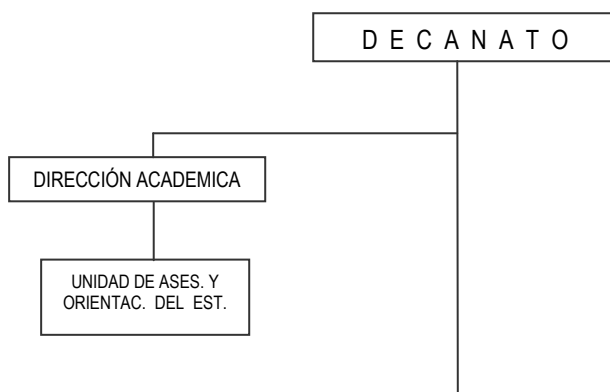 D E C A N A T O
DIRECCIÓN ACADEMICA
UNIDAD DE ASES. Y
ORIENTAC. DEL EST.